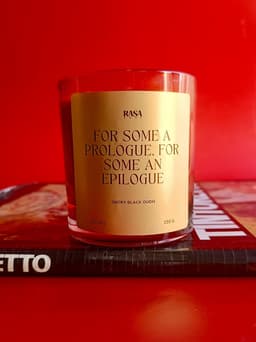 RASA
FOR SOME A
PROLOGUE, FOR
SOME AN
EPILOGUE
SMOKY BLACK OUDH
ETTO